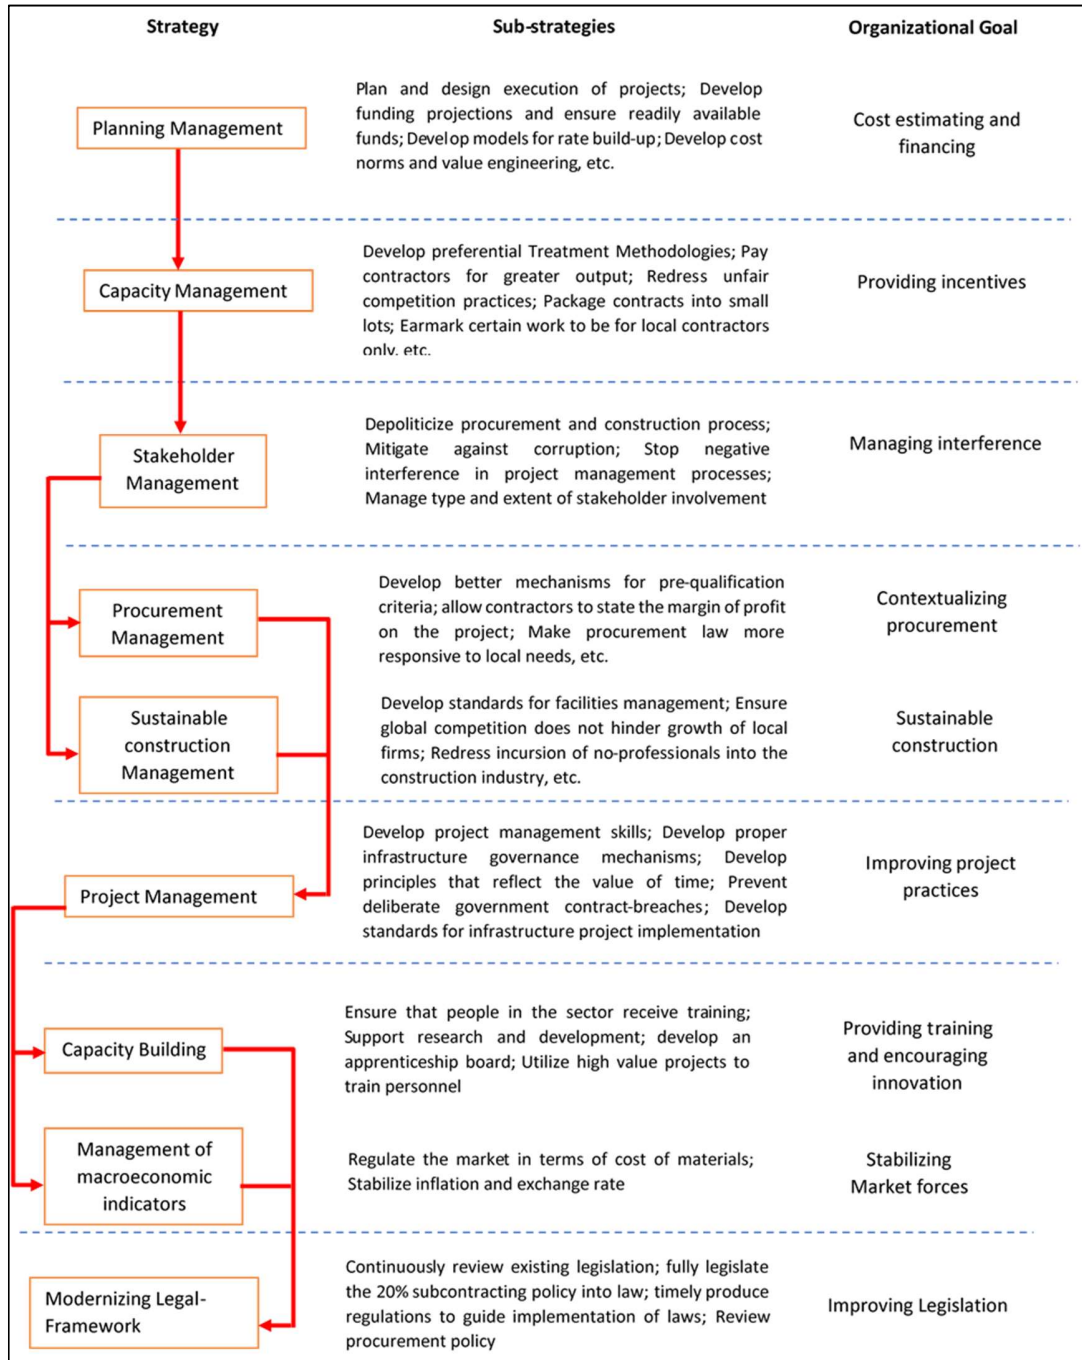 Strategy
Sub-strategies
Organizational Goal
Planning Management
Plan and design execution of projects; Develop
funding projections and ensure readily available
funds; Develop models for rate build-up; Develop cost
norms and value engineering, etc.
Cost estimating and
financing
Capacity Management
Develop preferential Treatment Methodologies; Pay
contractors for greater output; Redress unfair
competition practices; Package contracts into small
lots; Earmark certain work to be for local contractors
only, etc.
Providing incentives
Stakeholder
Management
Depoliticize procurement and construction process;
Mitigate against corruption; Stop negative
interference in project management processes;
Manage type and extent of stakeholder involvement
Managing interference
Procurement
Management
Develop better mechanisms for pre-qualification
criteria; allow contractors to state the margin of profit
on the project; Make procurement law more
responsive to local needs, etc.
Contextualizing
procurement
Sustainable
construction
Management
Develop standards for facilities management; Ensure
global competition does not hinder growth of local
firms; Redress incursion of no-professionals into the
construction industry, etc.
Sustainable
construction
Project Management
Develop project management skills; Develop proper
infrastructure governance mechanisms; Develop
principles that reflect the value of time; Prevent
deliberate government contract-breaches; Develop
standards for infrastructure project implementation
Improving project
practices
Capacity Building
Ensure that people in the sector receive training;
Support research and development; develop an
apprenticeship board; Utilize high value projects to
train personnel
Providing training
and encouraging
innovation
Management of
macroeconomic
indicators
Regulate the market in terms of cost of materials;
Stabilize inflation and exchange rate
Stabilizing
Market forces
Modernizing Legal-
Framework
Continuously review existing legislation; fully legislate
the 20% subcontracting policy into law; timely produce
regulations to guide implementation of laws; Review
procurement policy
Improving Legislation